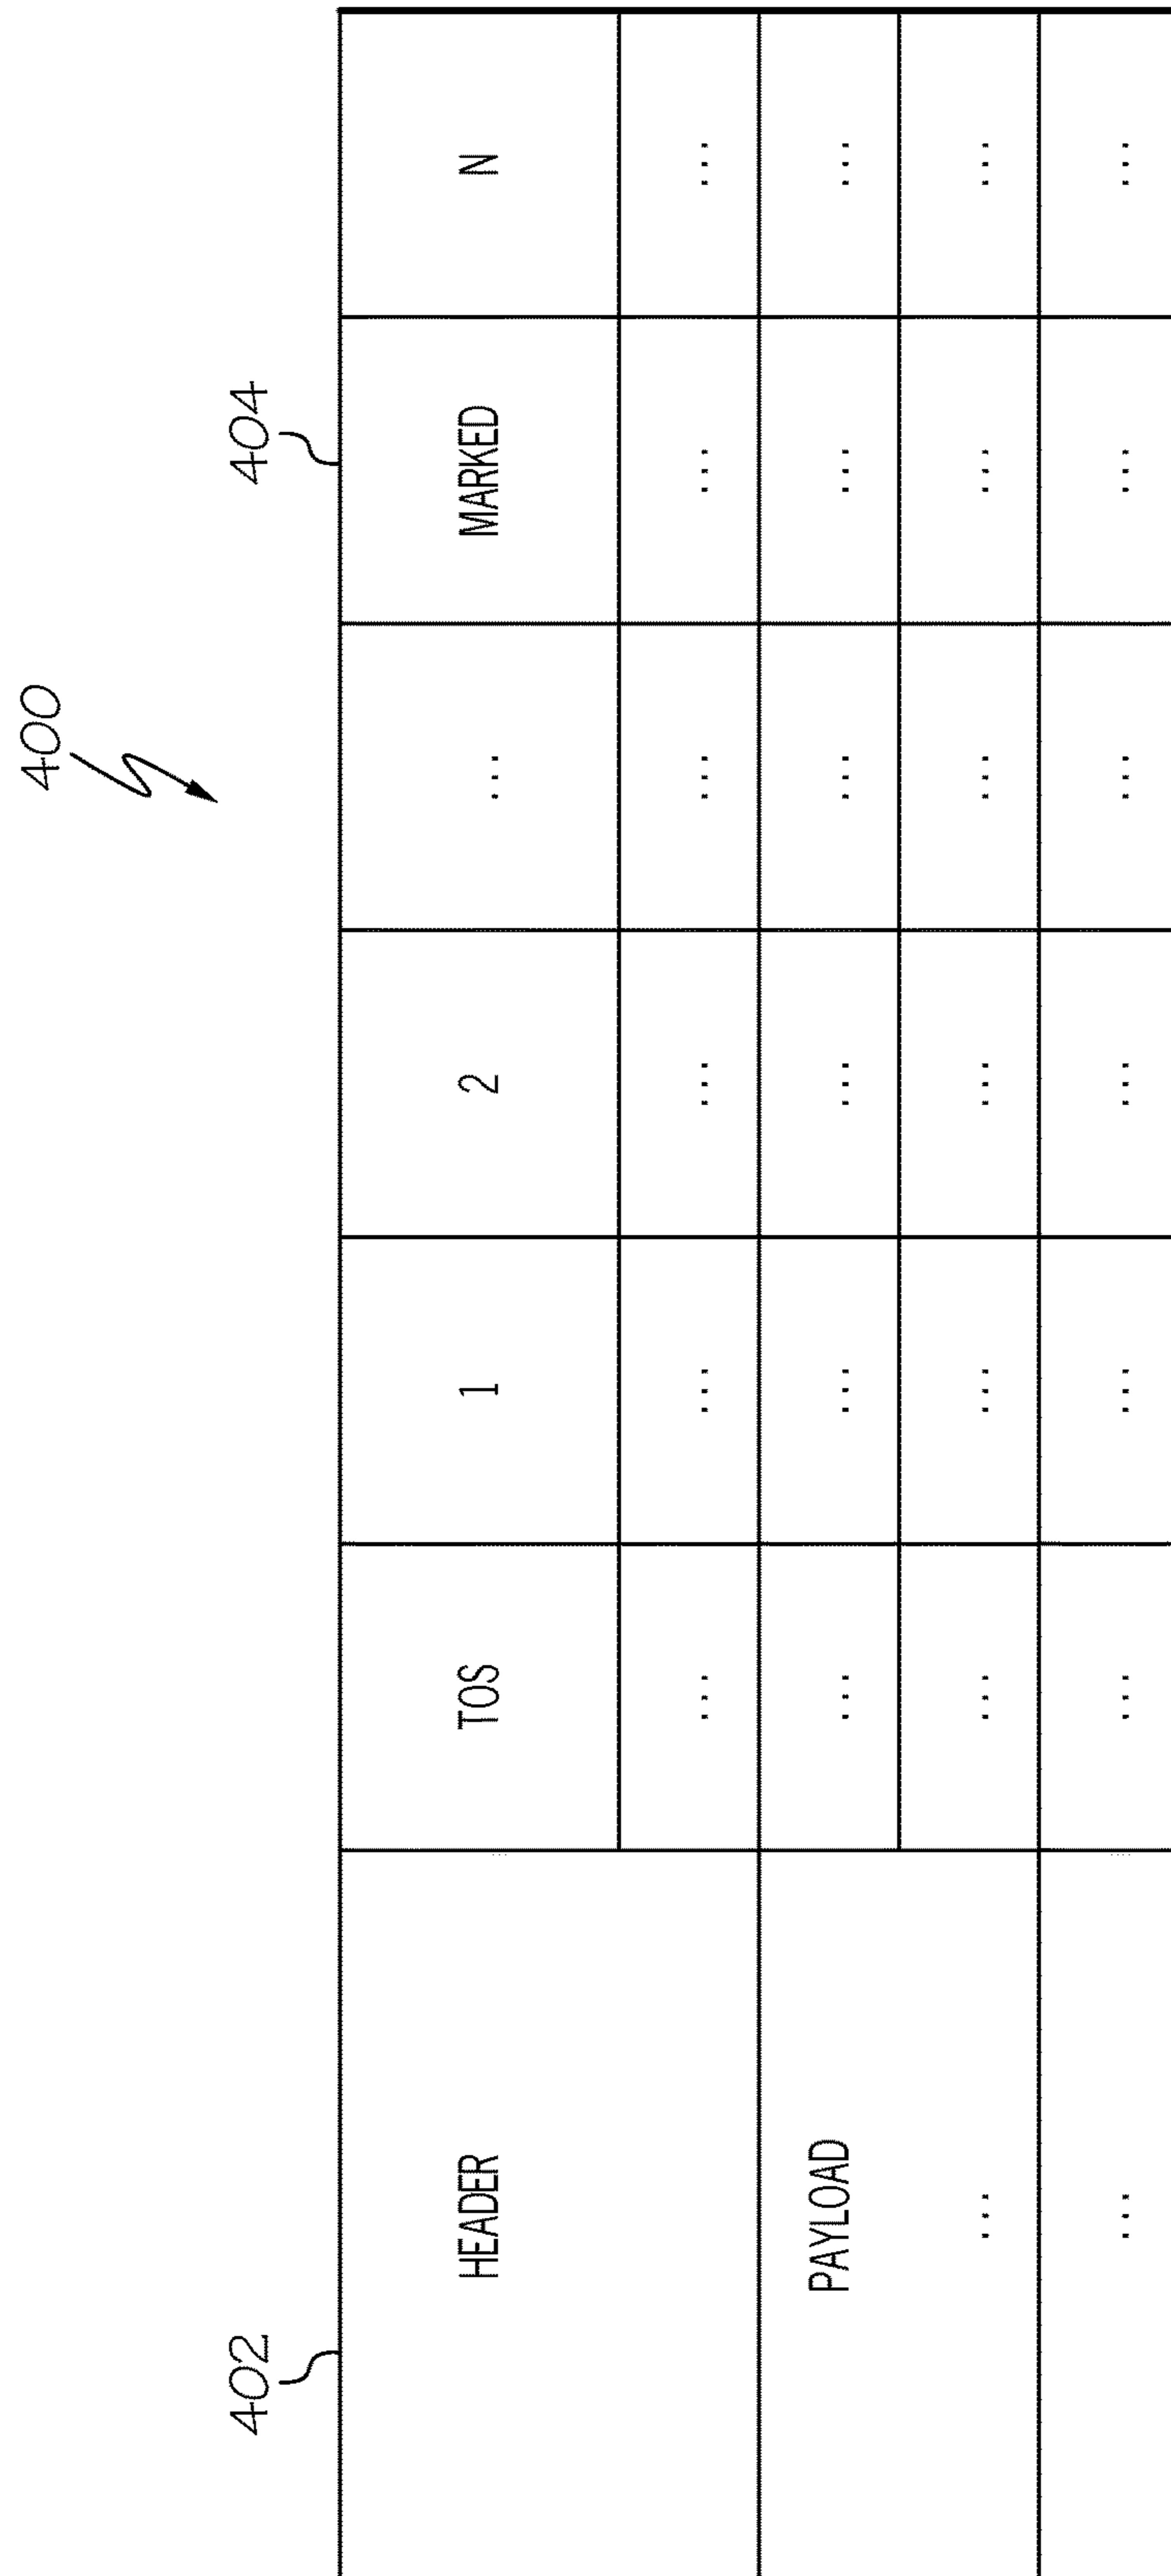 400
402
404
HEADER TOS 1 2 ... MARKED N
... ... ... ... ... ...
PAYLOAD ... ... ... ... ... ...
... ... ... ... ... ... ...
... ... ... ... ... ... ...